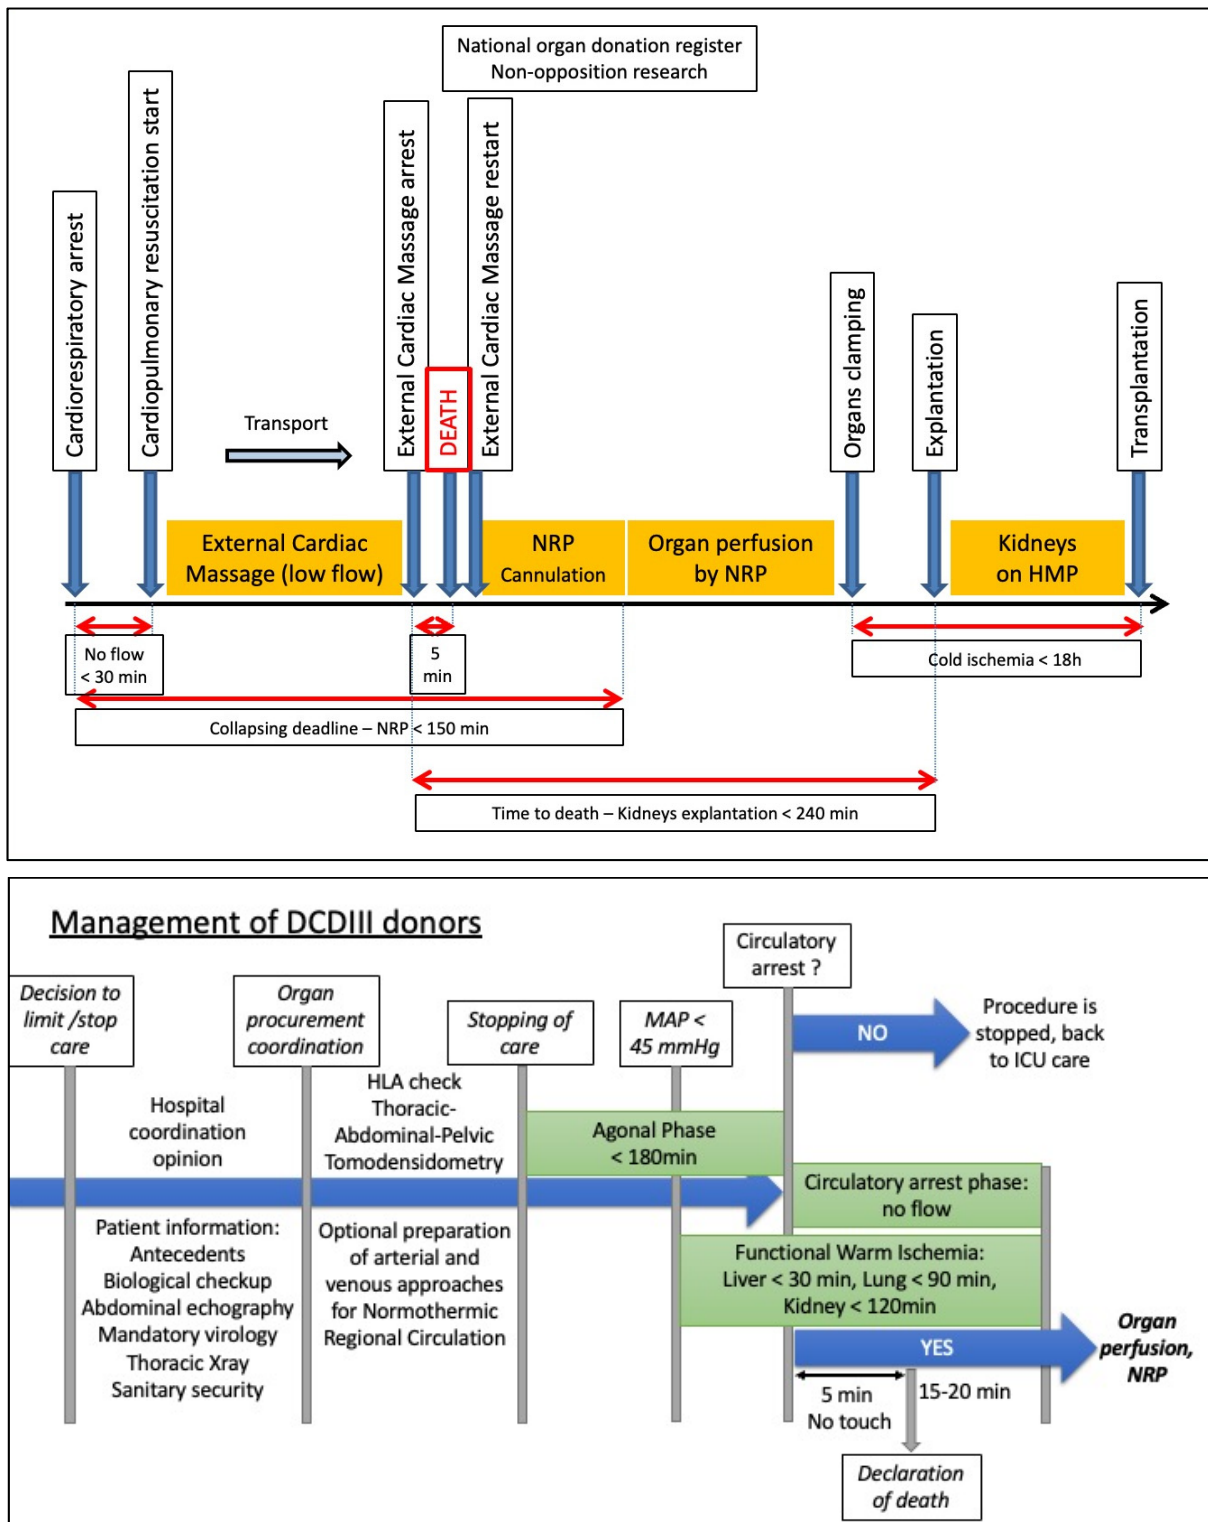 National organ donation register
Non-opposition research
Cardiorespiratory arrest
Cardiopulmonary resuscitation start
External Cardiac Massage arrest
DEATH
External Cardiac Massage restart
Organs clamping
Explantation
Transplantation
Transport
External Cardiac
Massage (low flow)
NRP
Cannulation
Organ perfusion
by NRP
Kidneys
on HMP
No flow
< 30 min
5
min
Cold ischemia < 18h
Collapsing deadline – NRP < 150 min
Time to death – Kidneys explantation < 240 min
Management of DCDIII donors
Decision to
limit /stop
care
Organ
procurement
coordination
Stopping of
care
MAP <
45 mmHg
Circulatory
arrest ?
NO
Procedure is
stopped, back
to ICU care
Hospital
coordination
opinion
HLA check
Thoracic-
Abdominal-Pelvic
Tomodensidometry
Agonal Phase
< 180min
Circulatory arrest phase:
no flow
Patient information:
Antecedents
Biological checkup
Abdominal echography
Mandatory virology
Thoracic Xray
Sanitary security
Optional preparation
of arterial and
venous approaches
for Normothermic
Regional Circulation
Functional Warm Ischemia:
Liver < 30 min, Lung < 90 min,
Kidney < 120min
YES
Organ
perfusion,
NRP
5 min
No touch
15-20 min
Declaration
of death